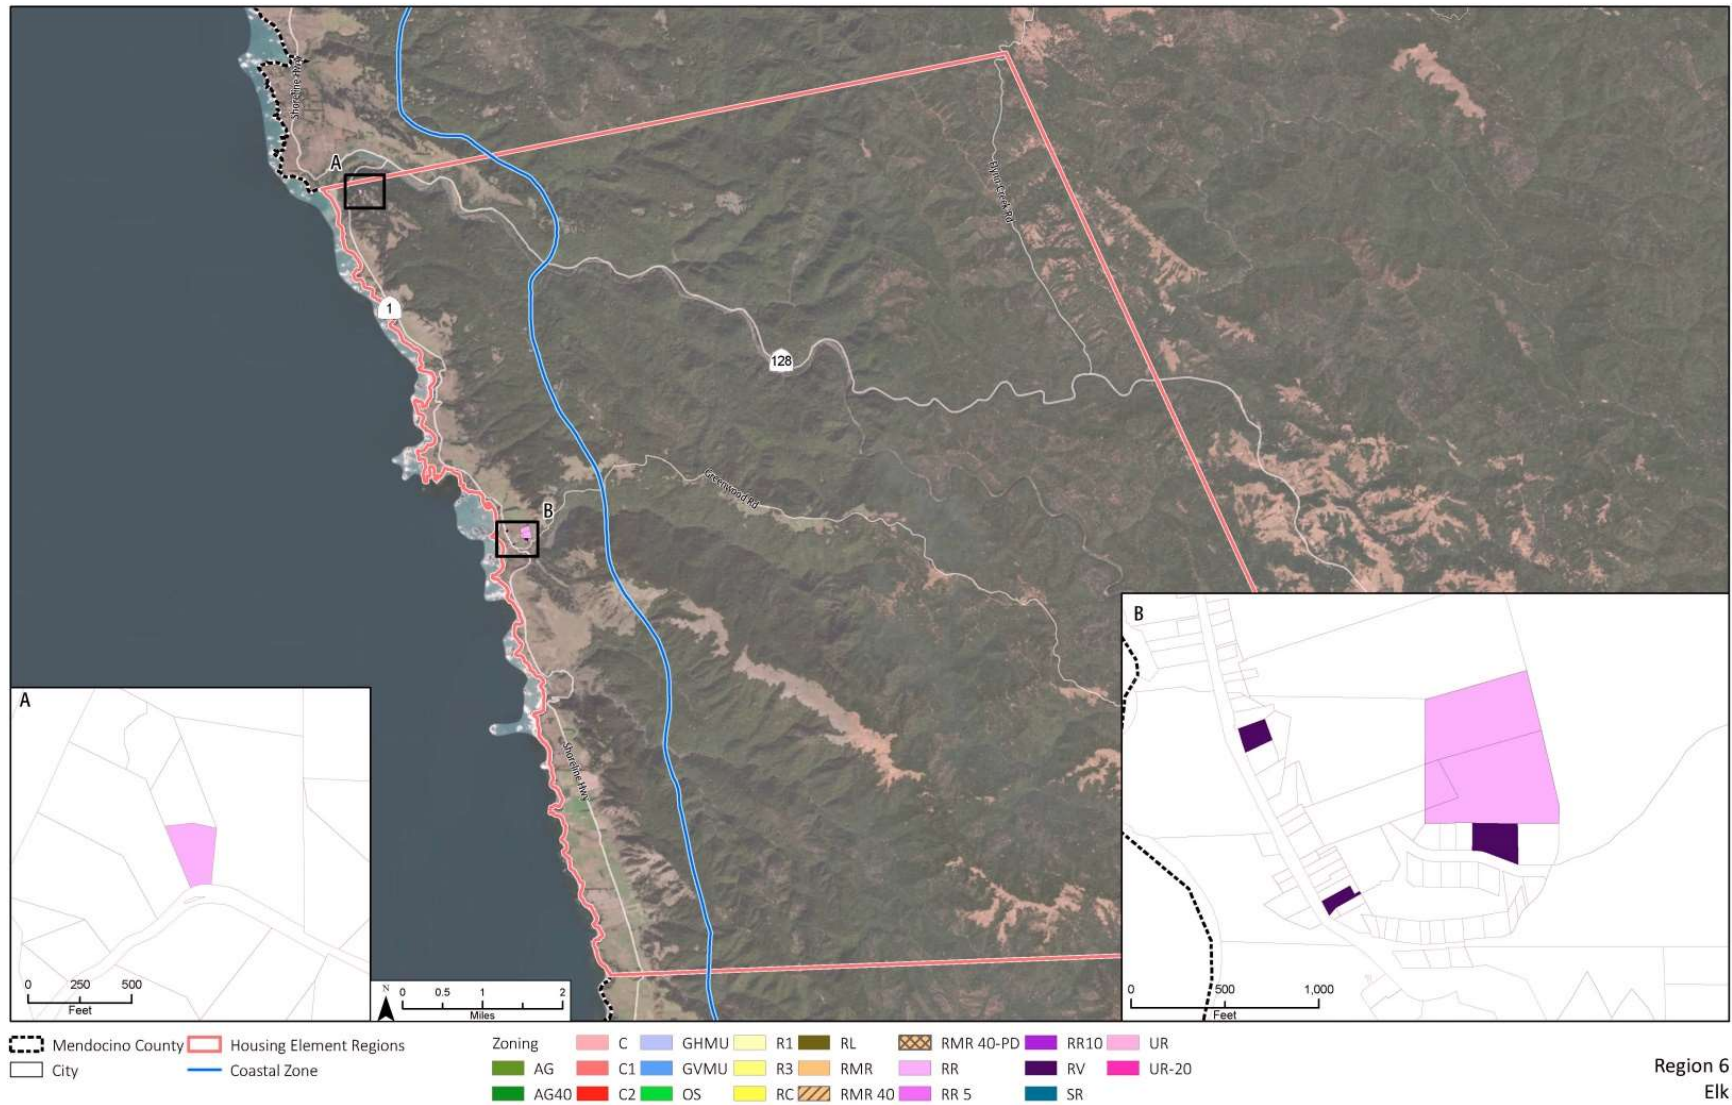 Shoreline Hwy
A
Flynn Creek Rd
1
128
Greenwood Rd
B
Shoreline Hwy
A
0 250 500
Feet
N
0 0.5 1 2
Miles
B
0 500 1,000
Feet
Mendocino County
Housing Element Regions
City
Coastal Zone
Zoning
C GHMU R1 RL RMR 40-PD RR10 UR
AG C1 GVMU R3 RMR RR RV UR-20
AG40 C2 OS RC RMR 40 RR 5 SR
Region 6
Elk